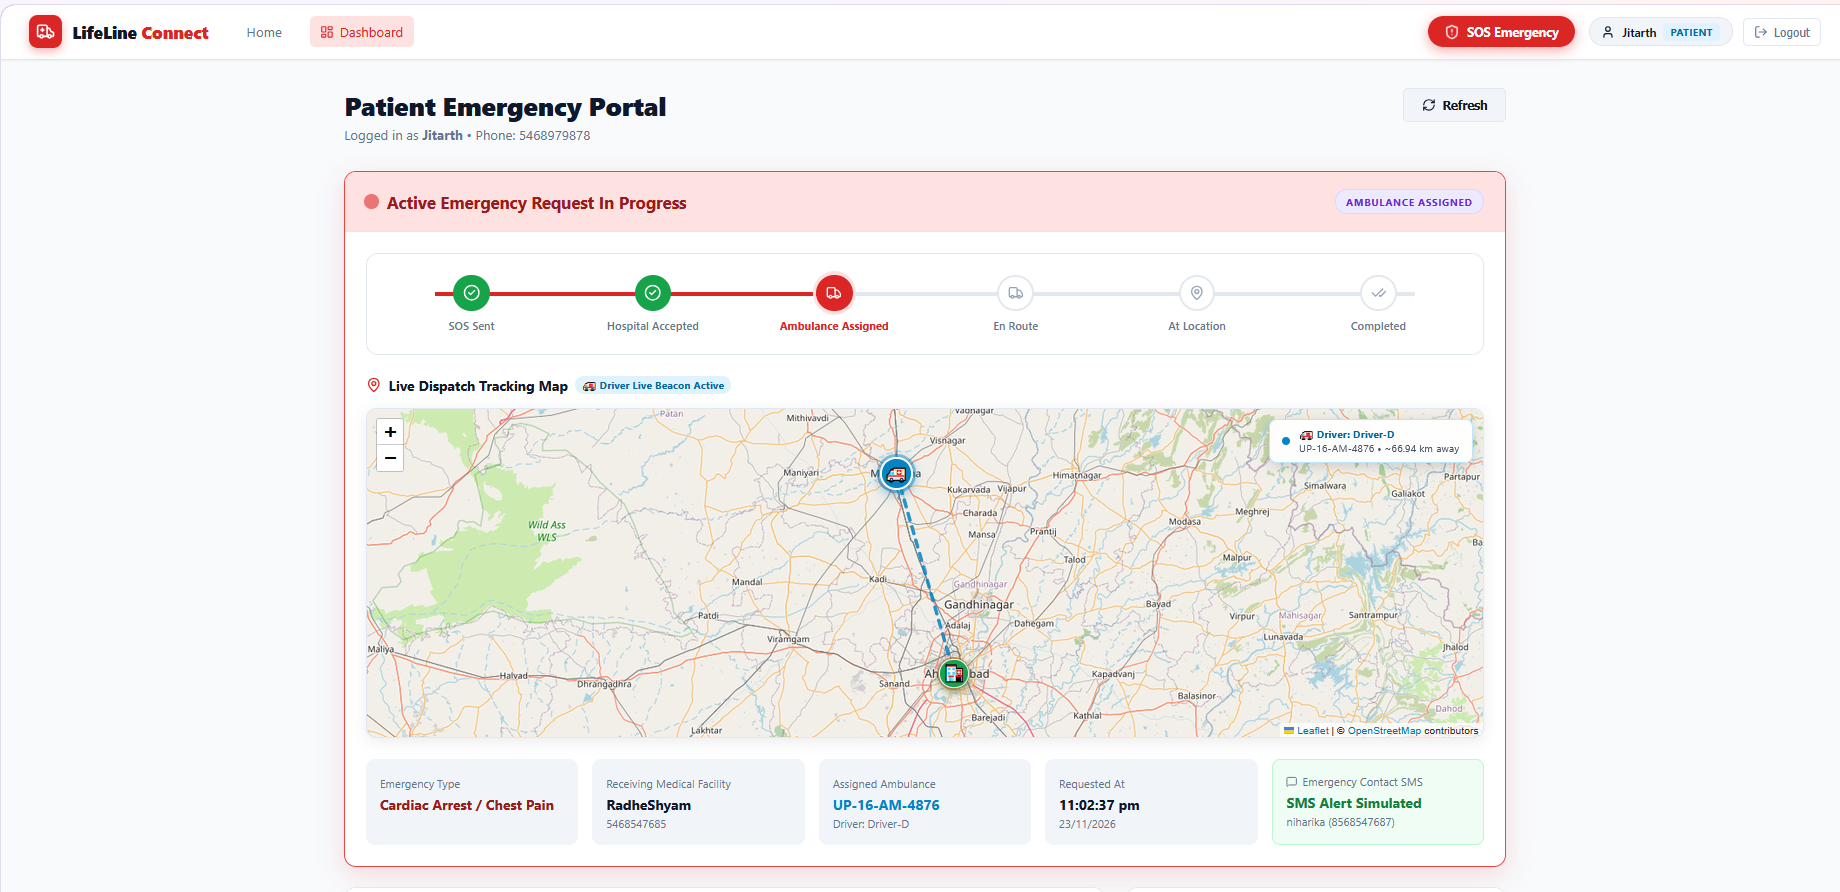 LifeLine Connect
Home
Dashboard
SOS Emergency
Jitarth PATIENT
Logout
Patient Emergency Portal
Refresh
Logged in as Jitarth • Phone: 5468979878
Active Emergency Request In Progress
AMBULANCE ASSIGNED
SOS Sent
Hospital Accepted
Ambulance Assigned
En Route
At Location
Completed
Live Dispatch Tracking Map
Driver Live Beacon Active
+
−
Driver: Driver-D
UP-16-AM-4876 • ~66.94 km away
Patan
Mithivavdi
Vadnagar
Visnagar
Maniyari
Himatnagar
Partapur
Simalwara
Galiakot
Kukarvada
Vijapur
Meghrej
Charada
Modasa
Wild Ass
WLS
Mansa
Prantij
Malpur
Talod
Kadi
Mandal
Gandhinagar
Gandhinagar
Bayad
Patdi
Virpur
Mahisagar
Santrampur
Adalaj
Dahegam
Viramgam
Lunavada
Maliya
Jhalod
Halvad
Dhrangadhra
Sanand
Kapadvanj
Balasinor
Dahod
Barejadi
Kathlal
Lakhtar
Leaflet | © OpenStreetMap contributors
Emergency Type
Cardiac Arrest / Chest Pain
Receiving Medical Facility
RadheShyam
5468547685
Assigned Ambulance
UP-16-AM-4876
Driver: Driver-D
Requested At
11:02:37 pm
23/11/2026
Emergency Contact SMS
SMS Alert Simulated
niharika (8568547687)